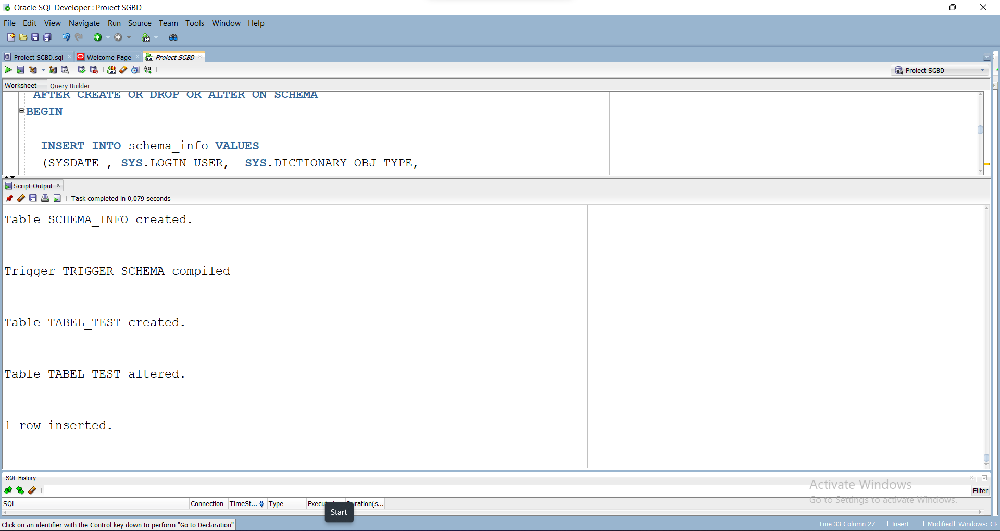 Oracle SQL Developer : Proiect SGBD
File Edit View Navigate Run Source Team Tools Window Help
Proiect SGBD.sql Welcome Page Proiect SGBD
Proiect SGBD
Worksheet Query Builder
AFTER CREATE OR DROP OR ALTER ON SCHEMA
BEGIN
INSERT INTO schema_info VALUES
(SYSDATE , SYS.LOGIN_USER, SYS.DICTIONARY_OBJ_TYPE,
Script Output
Task completed in 0,079 seconds
Table SCHEMA_INFO created.
Trigger TRIGGER_SCHEMA compiled
Table TABEL_TEST created.
Table TABEL_TEST altered.
1 row inserted.
SQL History
Activate Windows
Filter
Go to Settings to activate Windows.
SQL Connection TimeSt... Type
Start
Click on an identifier with the Control key down to perform "Go to Declaration"
Line 33 Column 27 Insert Modified Windows: CR